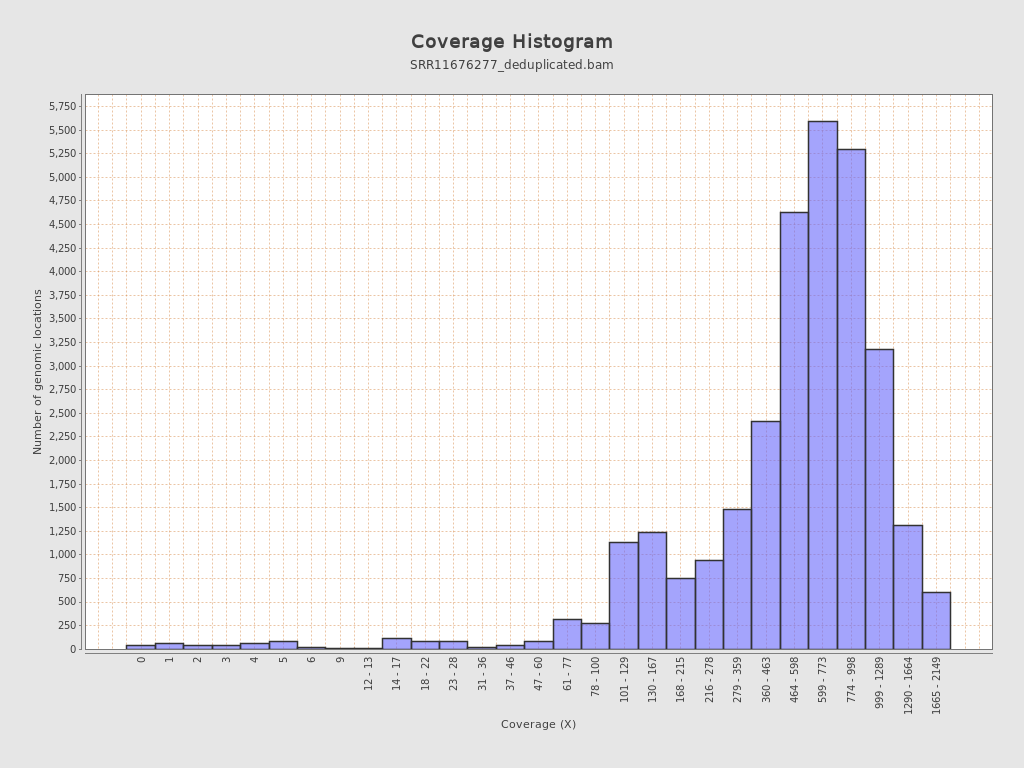 Coverage Histogram
SRR11676277_deduplicated.bam
Number of genomic locations
5,750
5,500
5,250
5,000
4,750
4,500
4,250
4,000
3,750
3,500
3,250
3,000
2,750
2,500
2,250
2,000
1,750
1,500
1,250
1,000
750
500
250
0
0
1
2
3
4
5
6
9
12 - 13
14 - 17
18 - 22
23 - 28
31 - 36
37 - 46
47 - 60
61 - 77
78 - 100
101 - 129
130 - 167
168 - 215
216 - 278
279 - 359
360 - 463
464 - 598
599 - 773
774 - 998
999 - 1289
1290 - 1664
1665 - 2149
Coverage (X)